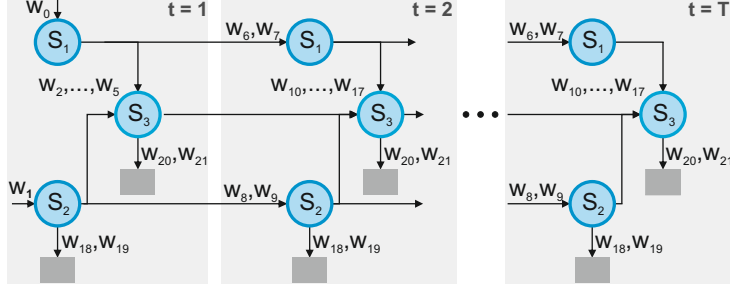 w₀ t = 1 t = 2 t = T
S₁ w₆,w₇ S₁ w₆,w₇ S₁
w₂,...,w₅ w₁₀,...,w₁₇ w₁₀,...,w₁₇
S₃ S₃ ... S₃
w₂₀,w₂₁ w₂₀,w₂₁ w₂₀,w₂₁
w₁ S₂ w₈,w₉ S₂ w₈,w₉ S₂
w₁₈,w₁₉ w₁₈,w₁₉ w₁₈,w₁₉